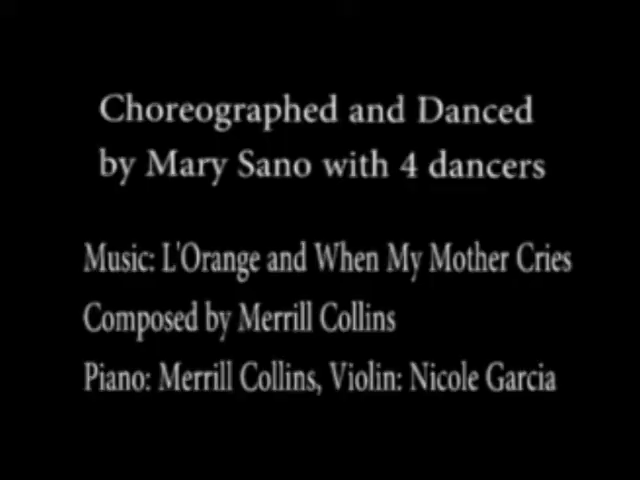 Choreographed and Danced
by Mary Sano with 4 dancers
Music: L'Orange and When My Mother Cries
Composed by Merrill Collins
Piano: Merrill Collins, Violin: Nicole Garcia